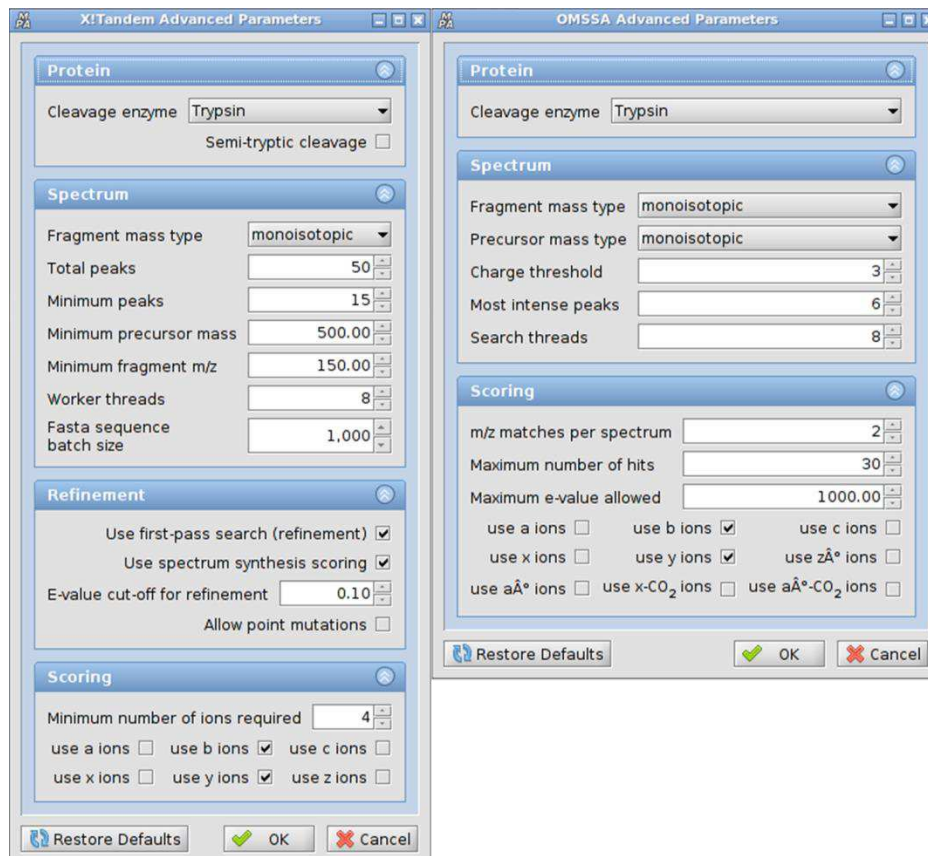 MPA X!Tandem Advanced Parameters
Protein
Cleavage enzyme Trypsin
Semi-tryptic cleavage
Spectrum
Fragment mass type monoisotopic
Total peaks 50
Minimum peaks 15
Minimum precursor mass 500.00
Minimum fragment m/z 150.00
Worker threads 8
Fasta sequence
batch size 1,000
Refinement
Use first-pass search (refinement)
Use spectrum synthesis scoring
E-value cut-off for refinement 0.10
Allow point mutations
Scoring
Minimum number of ions required 4
use a ions use b ions use c ions
use x ions use y ions use z ions
Restore Defaults OK Cancel
MPA OMSSA Advanced Parameters
Protein
Cleavage enzyme Trypsin
Spectrum
Fragment mass type monoisotopic
Precursor mass type monoisotopic
Charge threshold 3
Most intense peaks 6
Search threads 8
Scoring
m/z matches per spectrum 2
Maximum number of hits 30
Maximum e-value allowed 1000.00
use a ions use b ions use c ions
use x ions use y ions use zÂ° ions
use aÂ° ions use x-CO₂ ions use aÂ°-CO₂ ions
Restore Defaults OK Cancel